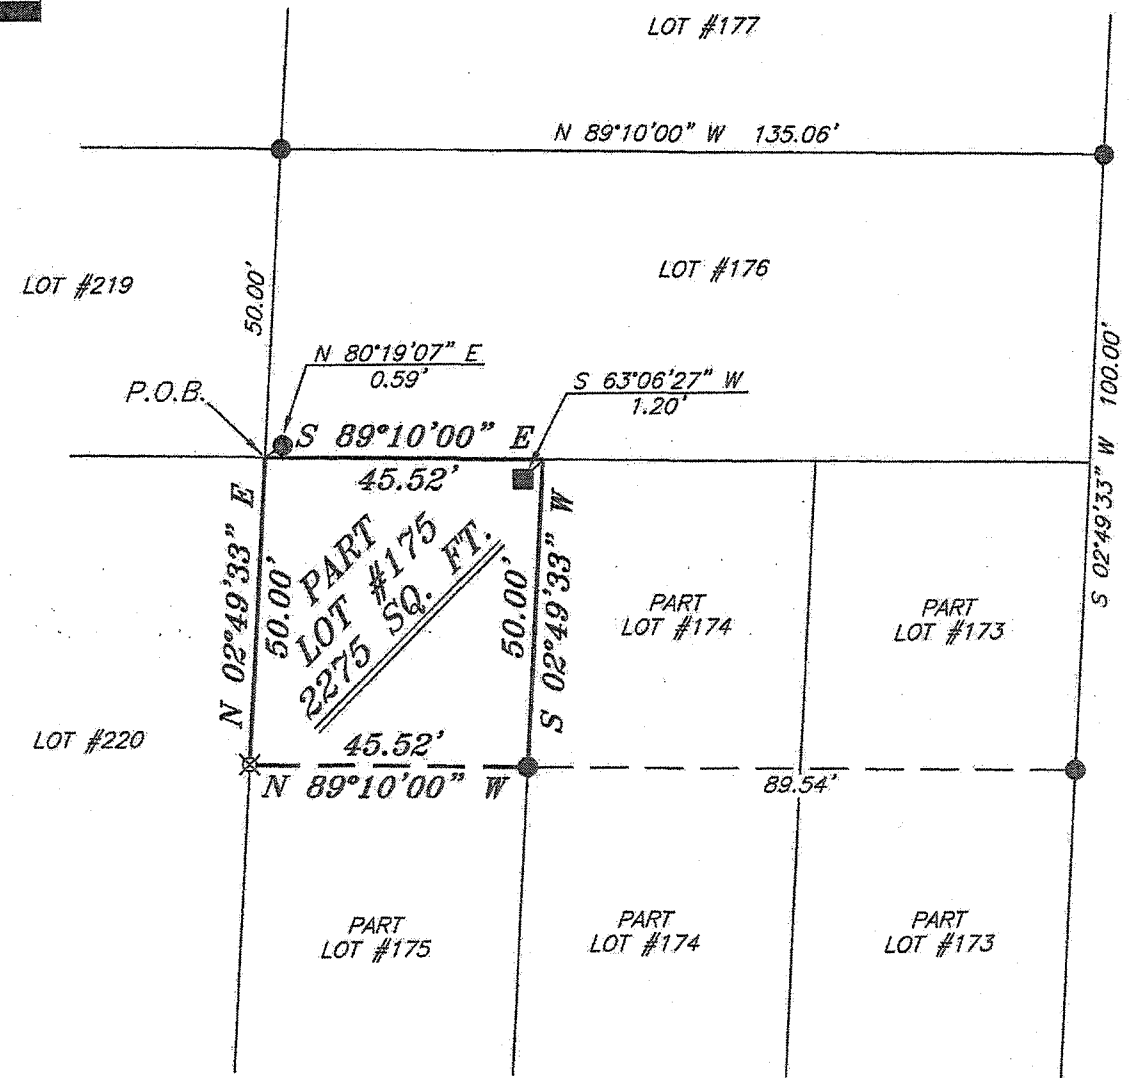 LOT #177
N 89°10'00" W 135.06'
LOT #219
50.00'
LOT #176
N 80°19'07" E
0.59'
S 63°06'27" W
1.20'
P.O.B.
S 89°10'00" E
45.52'
S 02°49'33" W 100.00'
N 02°49'33" E
50.00'
PART
LOT #175
2275 SQ. FT.
50.00'
S 02°49'33" W
PART
LOT #174
PART
LOT #173
LOT #220
45.52'
N 89°10'00" W
89.54'
PART
LOT #175
PART
LOT #174
PART
LOT #173